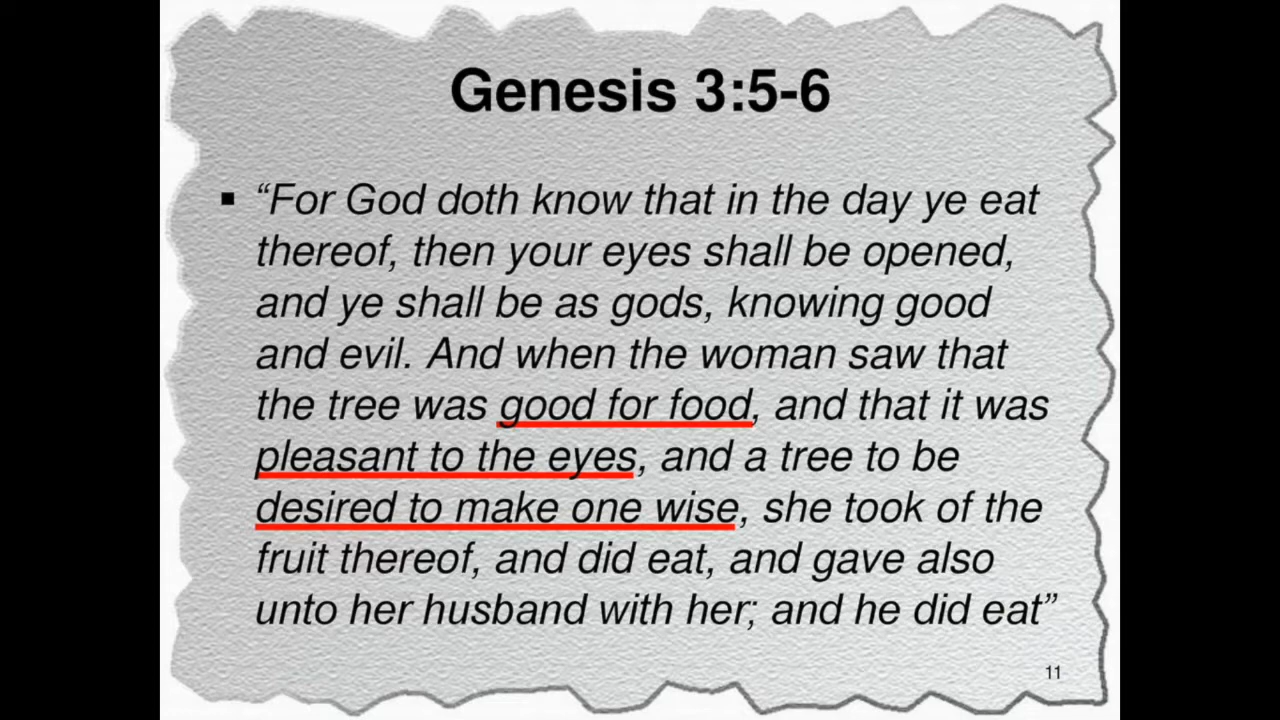 Genesis 3:5-6
▪ “For God doth know that in the day ye eat
thereof, then your eyes shall be opened,
and ye shall be as gods, knowing good
and evil. And when the woman saw that
the tree was good for food, and that it was
pleasant to the eyes, and a tree to be
desired to make one wise, she took of the
fruit thereof, and did eat, and gave also
unto her husband with her; and he did eat”
11